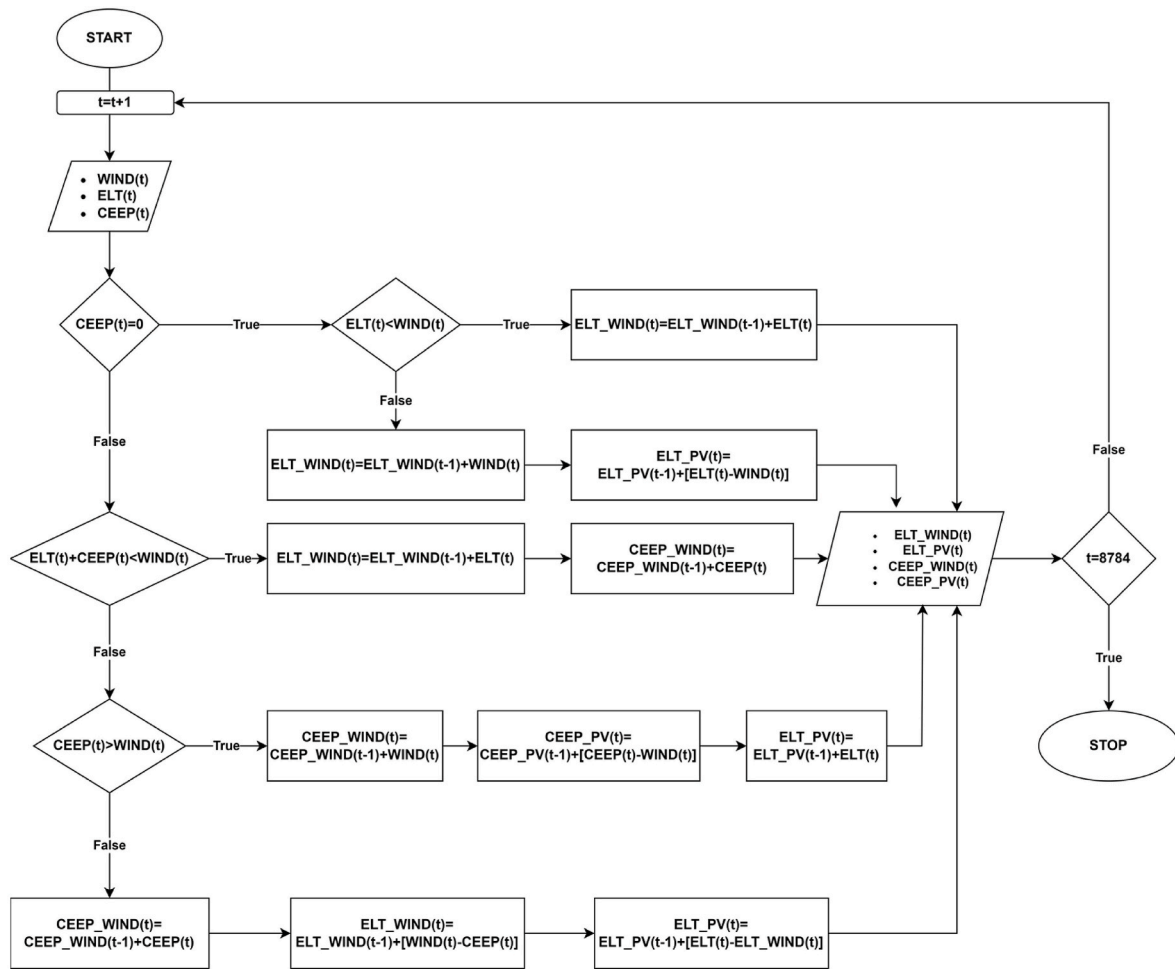 START
t=t+1
• WIND(t)
• ELT(t)
• CEEP(t)
CEEP(t)=0
True
ELT(t)<WIND(t)
True
ELT_WIND(t)=ELT_WIND(t-1)+ELT(t)
False
False
ELT_WIND(t)=ELT_WIND(t-1)+WIND(t)
ELT_PV(t)=
ELT_PV(t-1)+[ELT(t)-WIND(t)]
False
ELT(t)+CEEP(t)<WIND(t)
True
ELT_WIND(t)=ELT_WIND(t-1)+ELT(t)
CEEP_WIND(t)=
CEEP_WIND(t-1)+CEEP(t)
• ELT_WIND(t)
• ELT_PV(t)
• CEEP_WIND(t)
• CEEP_PV(t)
t=8784
False
True
STOP
CEEP(t)>WIND(t)
True
CEEP_WIND(t)=
CEEP_WIND(t-1)+WIND(t)
CEEP_PV(t)=
CEEP_PV(t-1)+[CEEP(t)-WIND(t)]
ELT_PV(t)=
ELT_PV(t-1)+ELT(t)
False
CEEP_WIND(t)=
CEEP_WIND(t-1)+CEEP(t)
ELT_WIND(t)=
ELT_WIND(t-1)+[WIND(t)-CEEP(t)]
ELT_PV(t)=
ELT_PV(t-1)+[ELT(t)-ELT_WIND(t)]